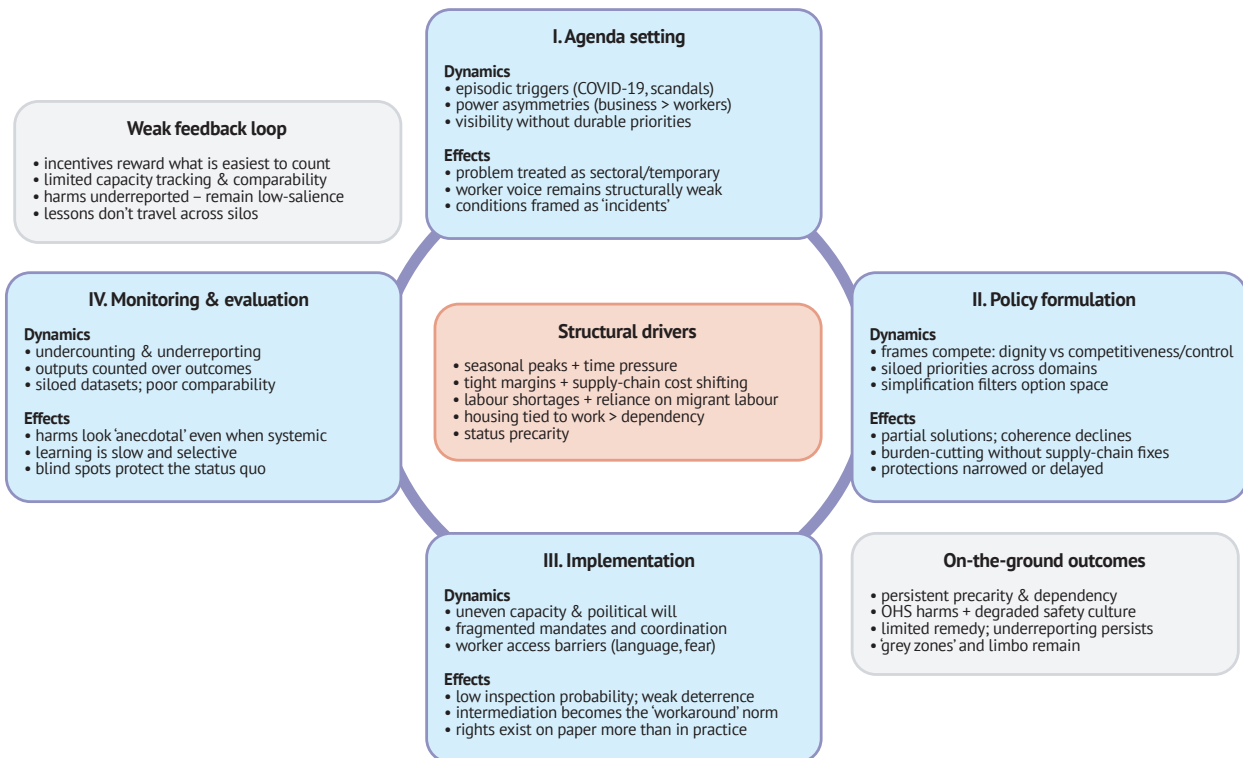 I. Agenda setting
Dynamics
• episodic triggers (COVID-19, scandals)
• power asymmetries (business > workers)
• visibility without durable priorities
Effects
• problem treated as sectoral/temporary
• worker voice remains structurally weak
• conditions framed as ‘incidents’
Weak feedback loop
• incentives reward what is easiest to count
• limited capacity tracking & comparability
• harms underreported – remain low-salience
• lessons don’t travel across silos
IV. Monitoring & evaluation
Dynamics
• undercounting & underreporting
• outputs counted over outcomes
• siloed datasets; poor comparability
Effects
• harms look ‘anecdotal’ even when systemic
• learning is slow and selective
• blind spots protect the status quo
Structural drivers
• seasonal peaks + time pressure
• tight margins + supply-chain cost shifting
• labour shortages + reliance on migrant labour
• housing tied to work > dependency
• status precarity
II. Policy formulation
Dynamics
• frames compete: dignity vs competitiveness/control
• siloed priorities across domains
• simplification filters option space
Effects
• partial solutions; coherence declines
• burden-cutting without supply-chain fixes
• protections narrowed or delayed
III. Implementation
Dynamics
• uneven capacity & poilitical will
• fragmented mandates and coordination
• worker access barriers (language, fear)
Effects
• low inspection probability; weak deterrence
• intermediation becomes the ‘workaround’ norm
• rights exist on paper more than in practice
On-the-ground outcomes
• persistent precarity & dependency
• OHS harms + degraded safety culture
• limited remedy; underreporting persists
• ‘grey zones’ and limbo remain